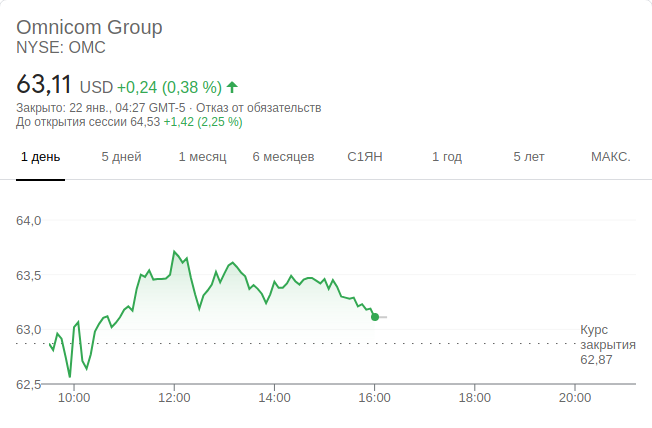 Omnicom Group
NYSE: OMC
63,11 USD +0,24 (0,38 %)
Закрыто: 22 янв., 04:27 GMT-5 · Отказ от обязательств
До открытия сессии 64,53 +1,42 (2,25 %)
1 день 5 дней 1 месяц 6 месяцев С1ЯН 1 год 5 лет МАКС.
64,0
63,5
63,0
62,5
Курс
закрытия
62,87
10:00 12:00 14:00 16:00 18:00 20:00